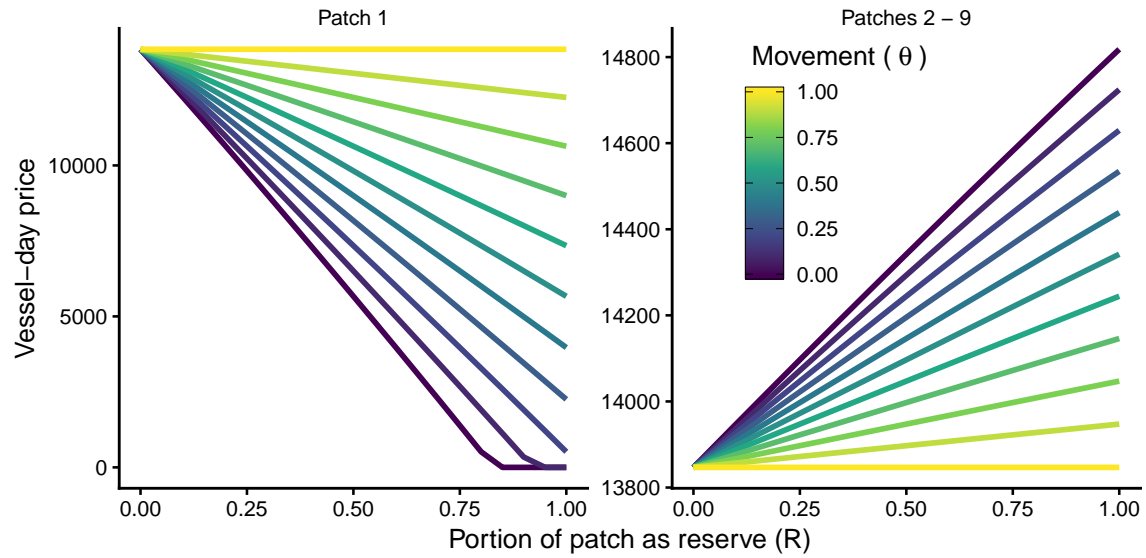 Patch 1
Patches 2 − 9
Vessel−day price
10000
5000
0
0.00 0.25 0.50 0.75 1.00
14800
14600
14400
14200
14000
13800
0.00 0.25 0.50 0.75 1.00
Movement ( θ )
1.00
0.75
0.50
0.25
0.00
Portion of patch as reserve (R)